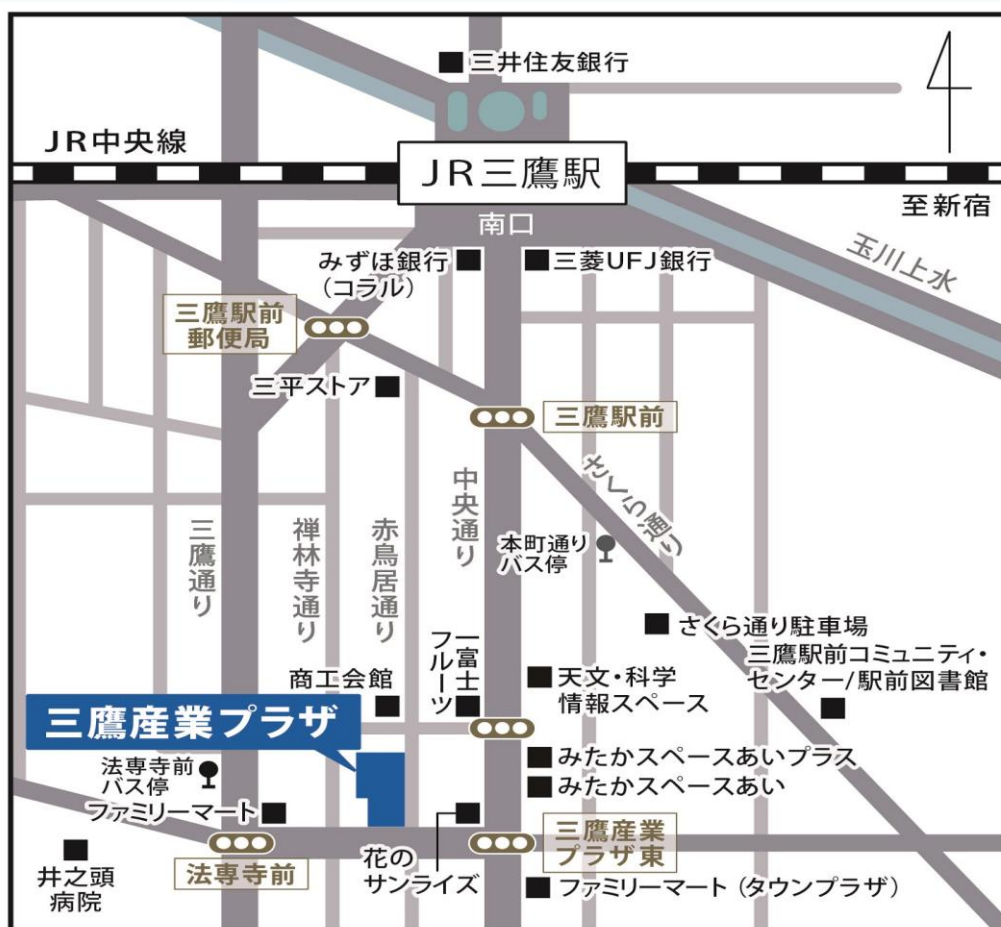 三井住友銀行
JR中央線
JR三鷹駅
至新宿
南口
玉川上水
みずほ銀行
(コラル)
三菱UFJ銀行
三鷹駅前
郵便局
三平ストア
三鷹駅前
さくら通り
中央通り
三鷹通り
禅林寺通り
赤鳥居通り
本町通り
バス停
さくら通り駐車場
三鷹駅前コミュニティ・
センター/駅前図書館
一富士
フルーツ
商工会館
天文・科学
情報スペース
三鷹産業プラザ
みたかスペースあいプラス
みたかスペースあい
法専寺前
バス停
ファミリーマート
法専寺前
花の
サンライズ
三鷹産業
プラザ東
井之頭
病院
ファミリーマート(タウンプラザ)